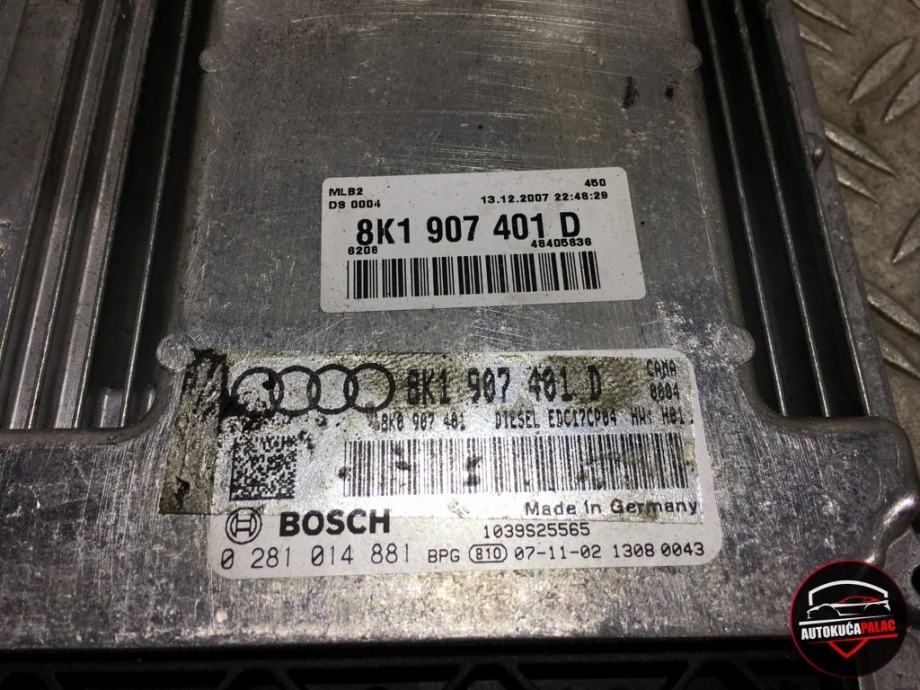 MLB2 450
DS 0004 13.12.2007 22:48:29
8K1 907 401 D
6208 48405836
8K1 907 401 D CAMA
0004
8K0 907 401 DIESEL EDC17CP04 HW: H01
Made in Germany
BOSCH 1039S25565
0 281 014 881 BPG 810 07-11-02 1308 0043
AUTOKUĆA PALAC